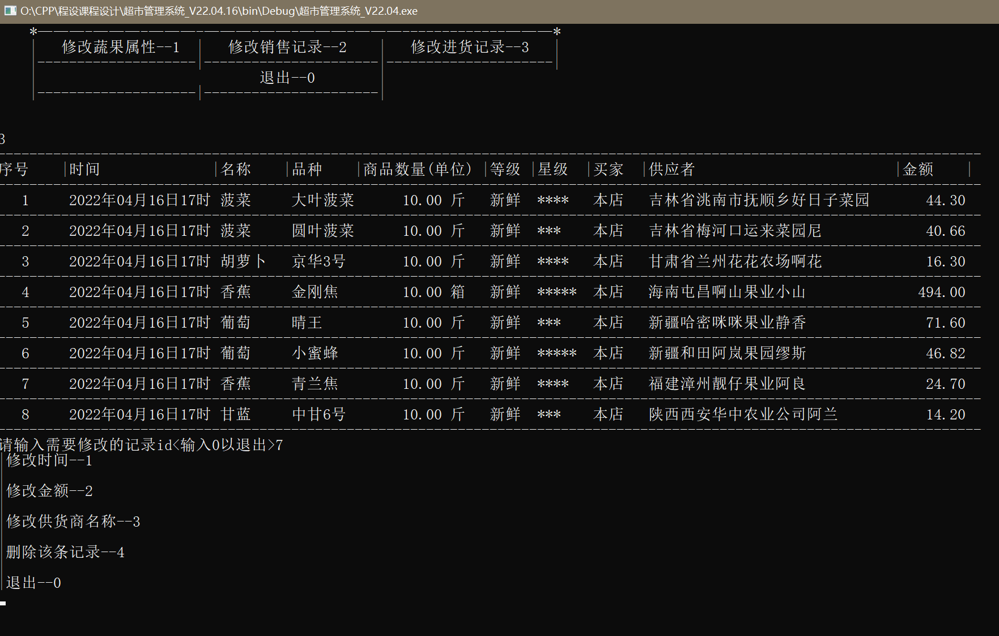 O:\CPP\程设课程设计\超市管理系统_V22.04.16\bin\Debug\超市管理系统_V22.04.exe
修改蔬果属性--1 | 修改销售记录--2 | 修改进货记录--3
退出--0
3
序号 |时间 |名称 |品种 |商品数量(单位) |等级 |星级 |买家 |供应者 |金额 |
1 2022年04月16日17时 菠菜 大叶菠菜 10.00 斤 新鲜 **** 本店 吉林省洮南市抚顺乡好日子菜园 44.30
2 2022年04月16日17时 菠菜 圆叶菠菜 10.00 斤 新鲜 *** 本店 吉林省梅河口运来菜园尼 40.66
3 2022年04月16日17时 胡萝卜 京华3号 10.00 斤 新鲜 **** 本店 甘肃省兰州花花农场啊花 16.30
4 2022年04月16日17时 香蕉 金刚焦 10.00 箱 新鲜 ***** 本店 海南屯昌啊山果业小山 494.00
5 2022年04月16日17时 葡萄 晴王 10.00 斤 新鲜 *** 本店 新疆哈密咪咪果业静香 71.60
6 2022年04月16日17时 葡萄 小蜜蜂 10.00 斤 新鲜 ***** 本店 新疆和田阿岚果园缪斯 46.82
7 2022年04月16日17时 香蕉 青兰焦 10.00 斤 新鲜 **** 本店 福建漳州靓仔果业阿良 24.70
8 2022年04月16日17时 甘蓝 中甘6号 10.00 斤 新鲜 *** 本店 陕西西安华中农业公司阿兰 14.20
请输入需要修改的记录id<输入0以退出>7
修改时间--1
修改金额--2
修改供货商名称--3
删除该条记录--4
退出--0